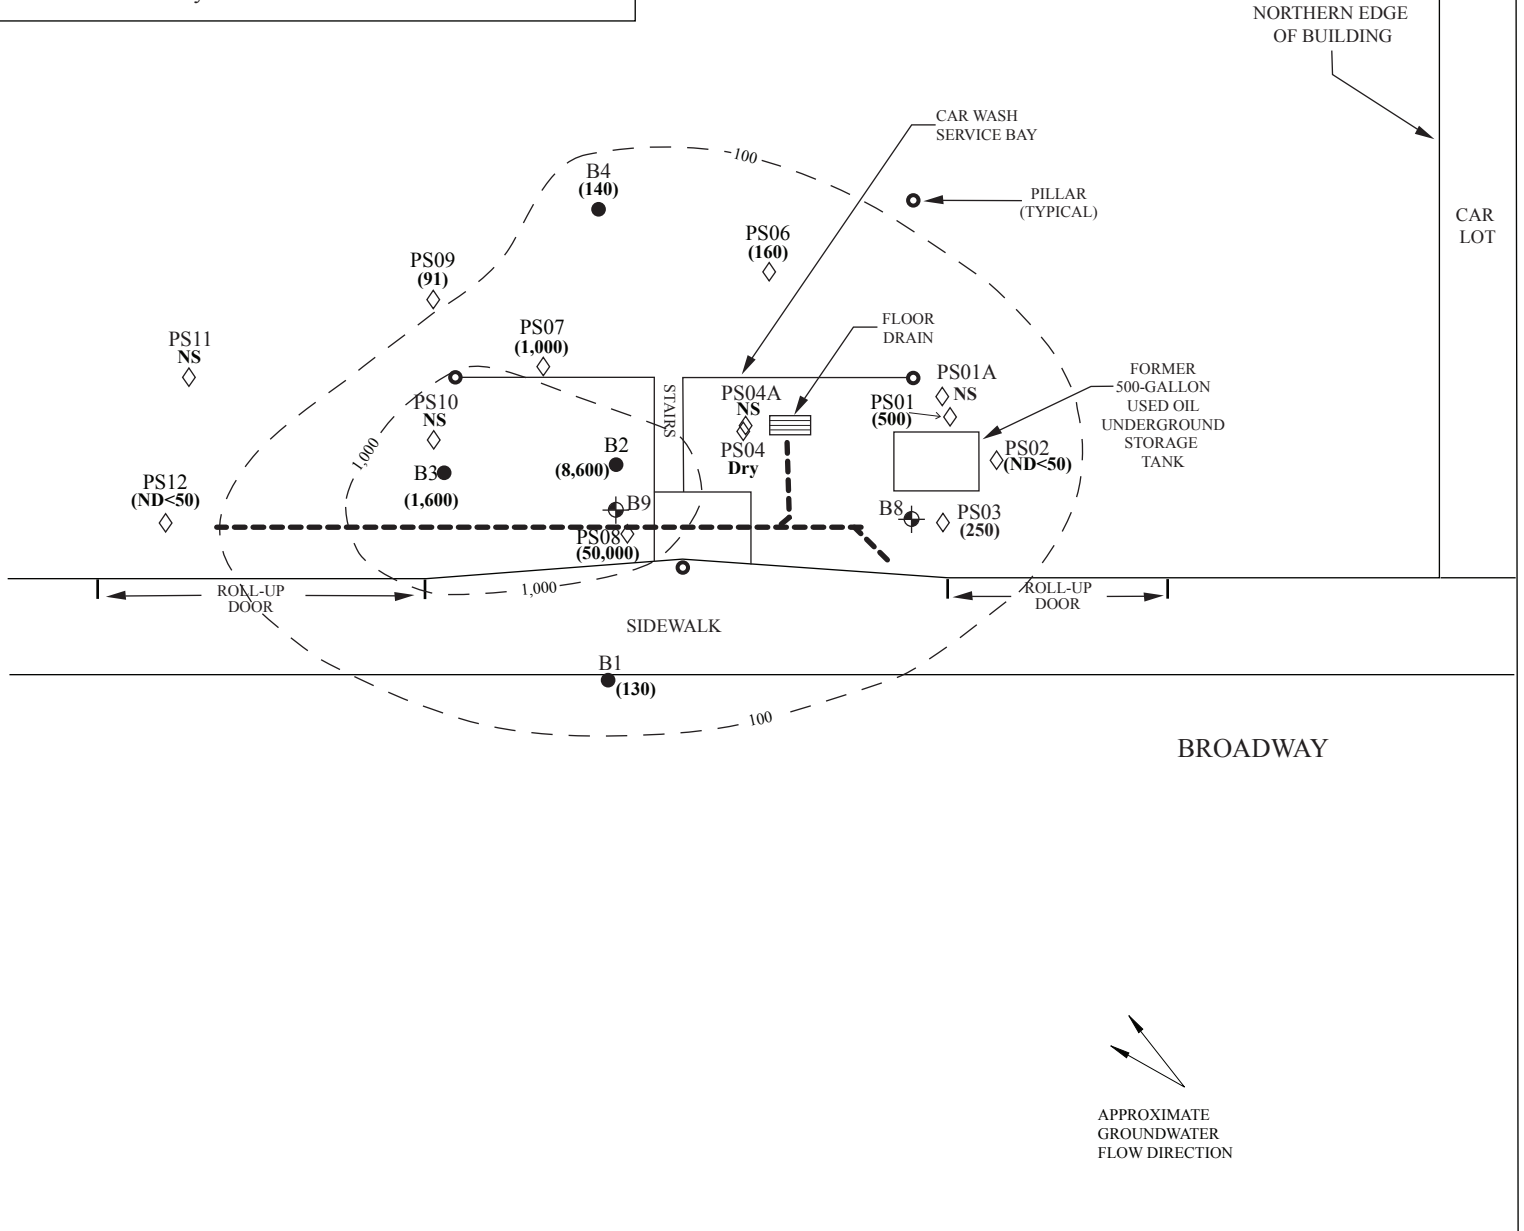 NORTHERN EDGE
OF BUILDING
CAR WASH
SERVICE BAY
100
B4
(140)
PILLAR
(TYPICAL)
CAR
LOT
PS06
(160)
PS09
(91)
PS11
NS
PS07
(1,000)
FLOOR
DRAIN
FORMER
500-GALLON
USED OIL
UNDERGROUND
STORAGE
TANK
PS10
NS
STAIRS
PS04A
NS
PS04
Dry
PS01A
NS
PS01
(500)
1,000
B3
(1,600)
B2
(8,600)
PS02
(ND<50)
PS12
(ND<50)
B9
PS08
(50,000)
B8
PS03
(250)
ROLL-UP
DOOR
1,000
ROLL-UP
DOOR
SIDEWALK
B1
(130)
100
BROADWAY
APPROXIMATE
GROUNDWATER
FLOW DIRECTION